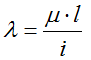 λ = μ · l / i